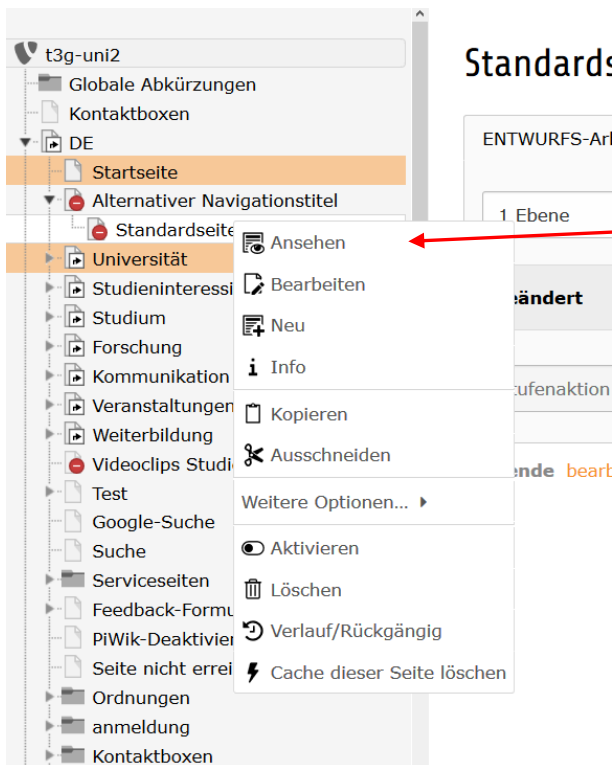 t3g-uni2
Globale Abkürzungen
Kontaktboxen
DE
Startseite
Alternativer Navigationstitel
Standardseite
Universität
Studieninteressi
Studium
Forschung
Kommunikation
Veranstaltungen
Weiterbildung
Videoclips Studi
Test
Google-Suche
Suche
Serviceseiten
Feedback-Formu
PiWik-Deaktivier
Seite nicht errei
Ordnungen
anmeldung
Kontaktboxen
Ansehen
Bearbeiten
Neu
Info
Kopieren
Ausschneiden
Weitere Optionen...
Aktivieren
Löschen
Verlauf/Rückgängig
Cache dieser Seite löschen
Standards
ENTWURFS-Arl
1 Ebene
eändert
tufenaktion
ende bearb